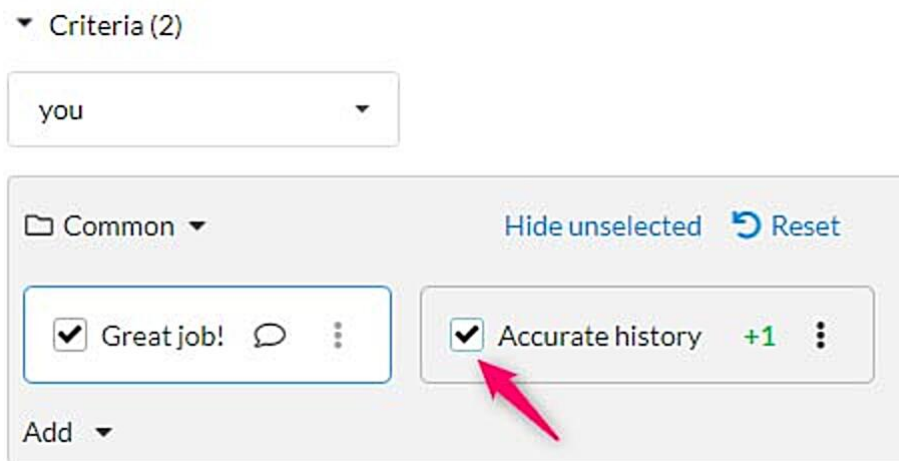 Criteria (2)
you
Common
Hide unselected
Reset
Great job!
Accurate history
+1
Add